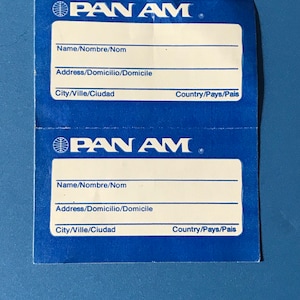 PAN AM
Name/Nombre/Nom
Address/Domicilio/Domicile
City/Ville/Ciudad Country/Pays/Pais
PAN AM
Name/Nombre/Nom
Address/Domicilio/Domicile
City/Ville/Ciudad Country/Pays/Pais